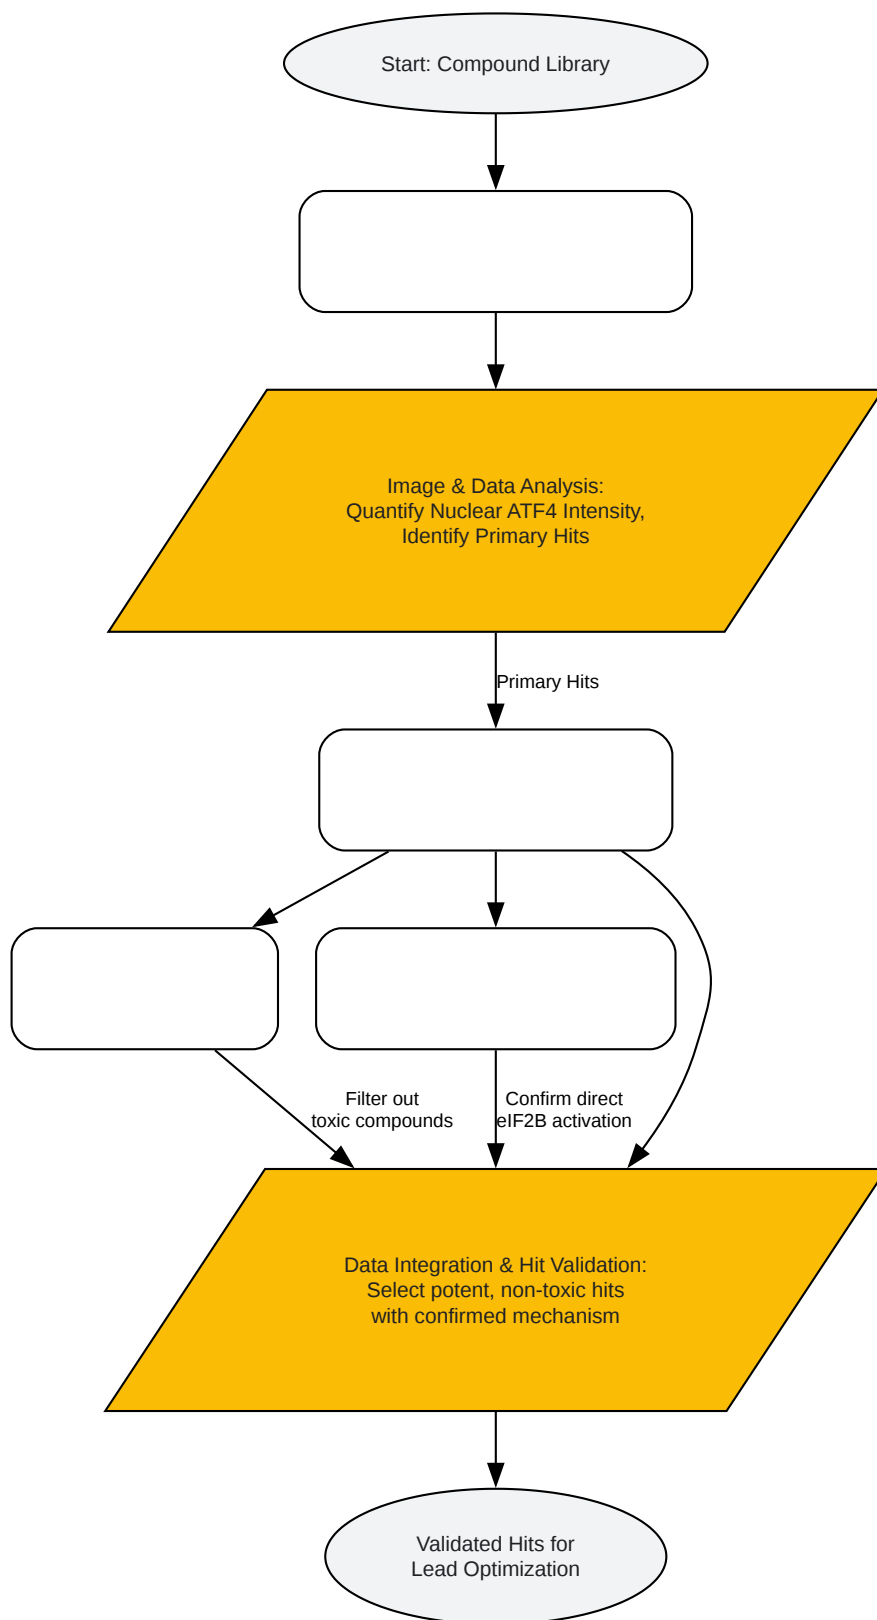 Start: Compound Library
Image & Data Analysis:
Quantify Nuclear ATF4 Intensity,
Identify Primary Hits
Primary Hits
Filter out
toxic compounds
Confirm direct
eIF2B activation
Data Integration & Hit Validation:
Select potent, non-toxic hits
with confirmed mechanism
Validated Hits for
Lead Optimization